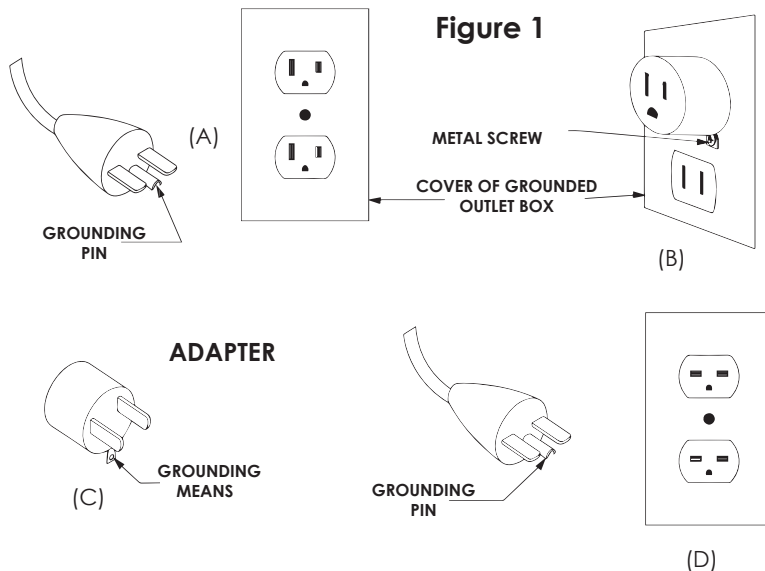 Figure 1
(A)
METAL SCREW
COVER OF GROUNDED
OUTLET BOX
GROUNDING
PIN
(B)
ADAPTER
GROUNDING
MEANS
(C)
GROUNDING
PIN
(D)